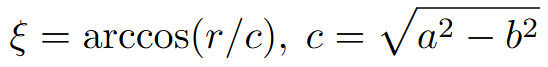 ξ = arccos(r/c), c = √(a² − b²)